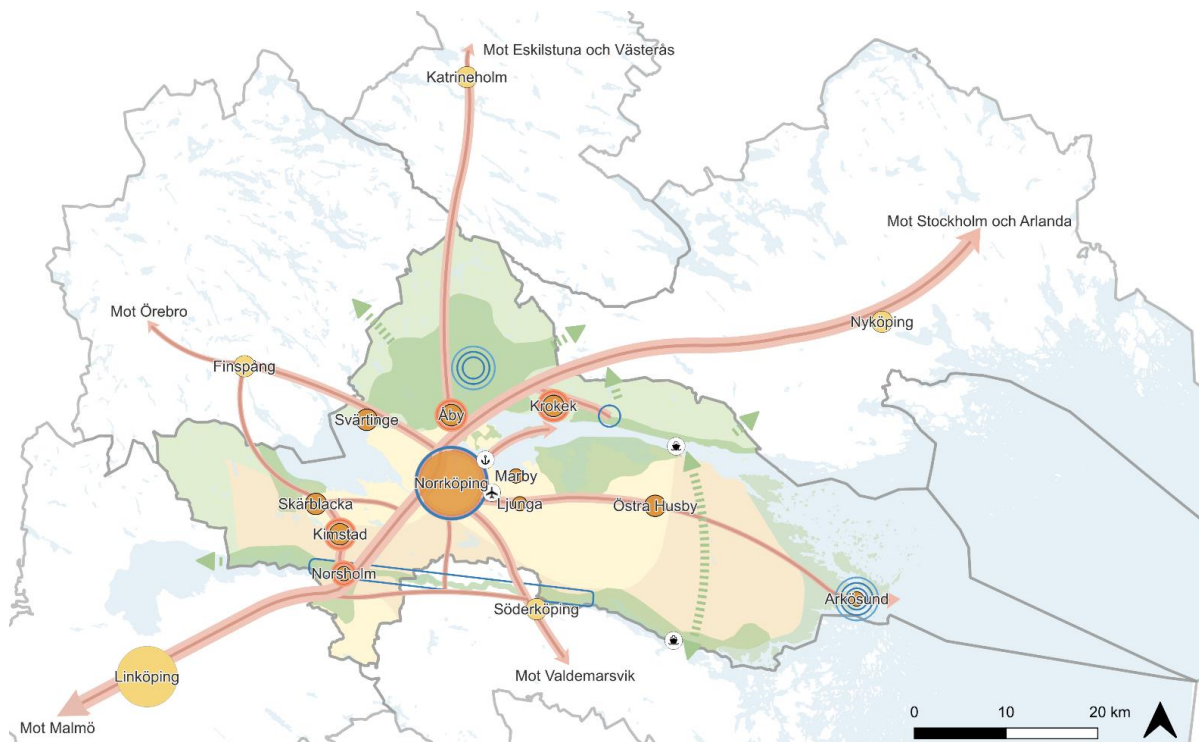 Mot Eskilstuna och Västerås
Katrineholm
Mot Stockholm och Arlanda
Mot Örebro
Nyköping
Finspång
Svärtinge
Åby
Krokek
Norrköping
Marby
Ljunga
Skärblacka
Östra Husby
Kimstad
Norsholm
Arkösund
Söderköping
Linköping
Mot Valdemarsvik
Mot Malmö
0 10 20 km